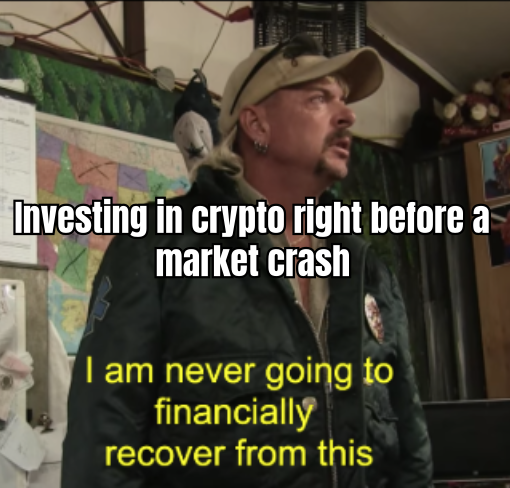 Investing in crypto right before a
market crash
I am never going to
financially
recover from this